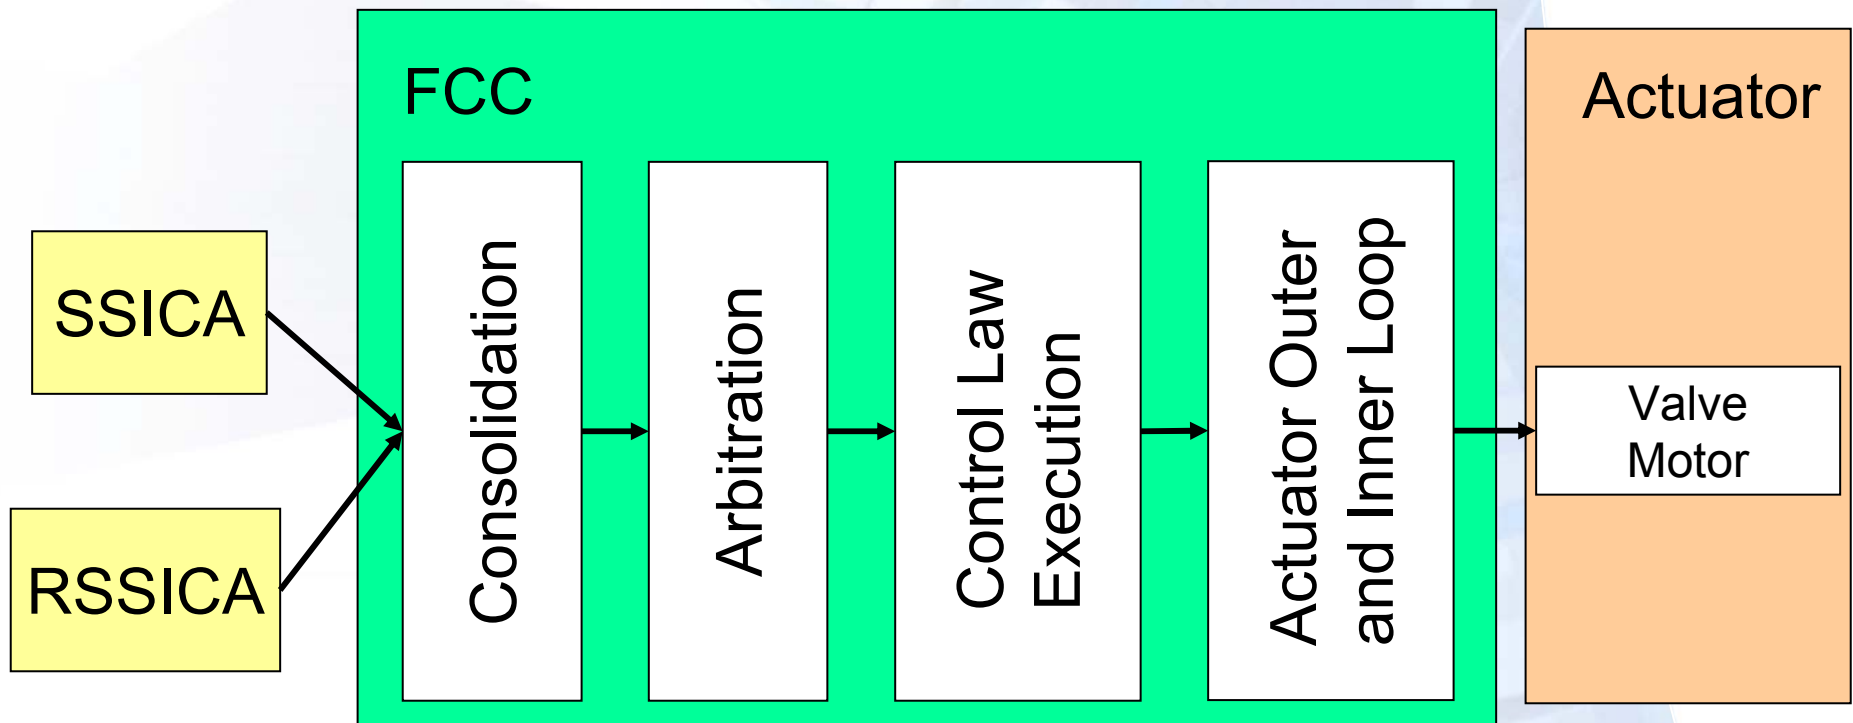 FCC
Actuator
SSICA
RSSICA
Consolidation
Arbitration
Control Law
Execution
Actuator Outer
and Inner Loop
Valve
Motor